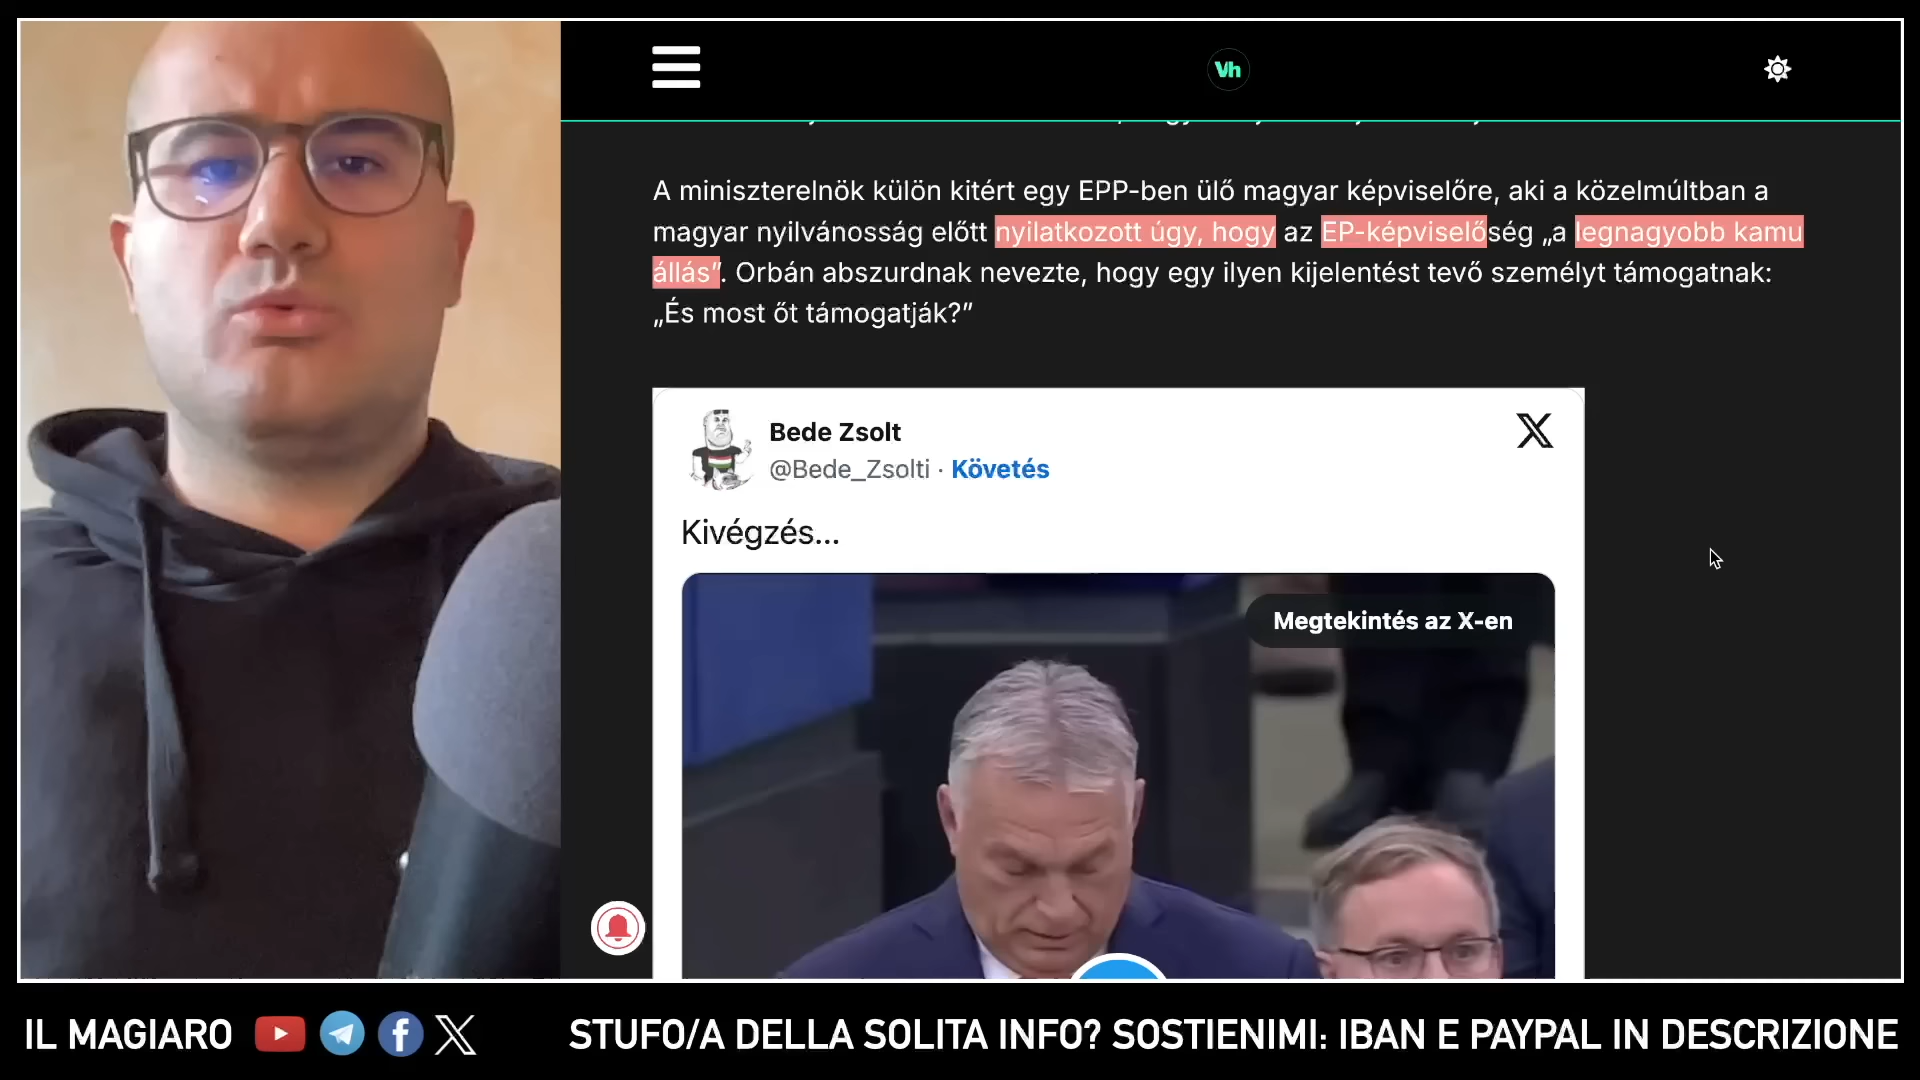 Vh
A miniszterelnök külön kitért egy EPP-ben ülő magyar képviselőre, aki a közelmúltban a
magyar nyilvánosság előtt nyilatkozott úgy, hogy az EP-képviselőség „a legnagyobb kamu
állás”. Orbán abszurdnak nevezte, hogy egy ilyen kijelentést tevő személyt támogatnak:
„És most őt támogatják?”
Bede Zsolt
@Bede_Zsolti · Követés
Kivégzés...
Megtekintés az X-en
IL MAGIARO
STUFO/A DELLA SOLITA INFO? SOSTIENIMI: IBAN E PAYPAL IN DESCRIZIONE